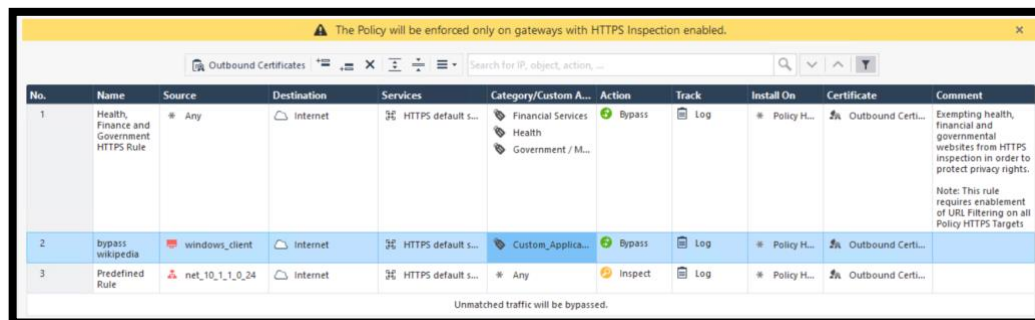 The Policy will be enforced only on gateways with HTTPS Inspection enabled.
Outbound Certificates
Search for IP, object, action, ...
No. Name Source Destination Services Category/Custom A... Action Track Install On Certificate Comment
1 Health, Finance and Government HTTPS Rule * Any Internet HTTPS default s... Financial Services Bypass Log * Policy H... Outbound Certi... Exempting health,
Health
Government / M...
financial and
governmental
websites from HTTPS
inspection in order to
protect privacy rights.
Note: This rule
requires enablement
of URL Filtering on all
Policy HTTPS Targets
2 bypass wikipedia windows_client Internet HTTPS default s... Custom_Applica... Bypass Log * Policy H... Outbound Certi...
3 Predefined Rule net_10_1_1_0_24 Internet HTTPS default s... * Any Inspect Log * Policy H... Outbound Certi...
Unmatched traffic will be bypassed.